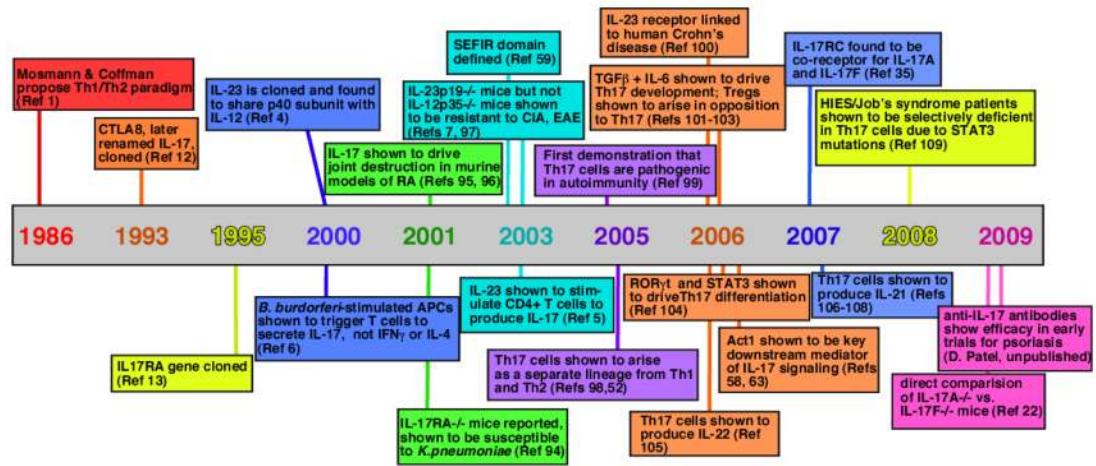 Mosmann & Coffman
propose Th1/Th2 paradigm
(Ref 1)
CTLA8, later
renamed IL-17,
cloned (Ref 12)
IL-23 is cloned and found
to share p40 subunit with
IL-12 (Ref 4)
IL-17 shown to drive
joint destruction in murine
models of RA (Refs 95, 96)
SEFIR domain
defined (Ref 59)
IL-23p19-/- mice but not
IL-12p35-/- mice shown
to be resistant to CIA, EAE
(Refs 7, 97)
First demonstration that
Th17 cells are pathogenic
in autoimmunity (Ref 99)
IL-23 receptor linked
to human Crohn's
disease (Ref 100)
TGFβ + IL-6 shown to drive
Th17 development; Tregs
shown to arise in opposition
to Th17 (Refs 101-103)
IL-17RC found to be
co-receptor for IL-17A
and IL-17F (Ref 35)
HIES/Job's syndrome patients
shown to be selectively deficient
in Th17 cells due to STAT3
mutations (Ref 109)
1986 1993 1995 2000 2001 2003 2005 2006 2007 2008 2009
IL17RA gene cloned
(Ref 13)
B. burdorferi-stimulated APCs
shown to trigger T cells to
secrete IL-17, not IFNγ or IL-4
(Ref 6)
IL-17RA-/- mice reported,
shown to be susceptible
to K.pneumoniae (Ref 94)
IL-23 shown to stim-
ulate CD4+ T cells to
produce IL-17 (Ref 5)
Th17 cells shown to arise
as a separate lineage from Th1
and Th2 (Refs 98,52)
RORγt and STAT3 shown
to driveTh17 differentiation
(Ref 104)
Act1 shown to be key
downstream mediator
of IL-17 signaling (Refs
58, 63)
Th17 cells shown to
produce IL-22 (Ref
105)
Th17 cells shown to
produce IL-21 (Refs
106-108)
anti-IL-17 antibodies
show efficacy in early
trials for psoriasis
(D. Patel, unpublished)
direct comparision
of IL-17A-/- vs.
IL-17F-/- mice (Ref 22)